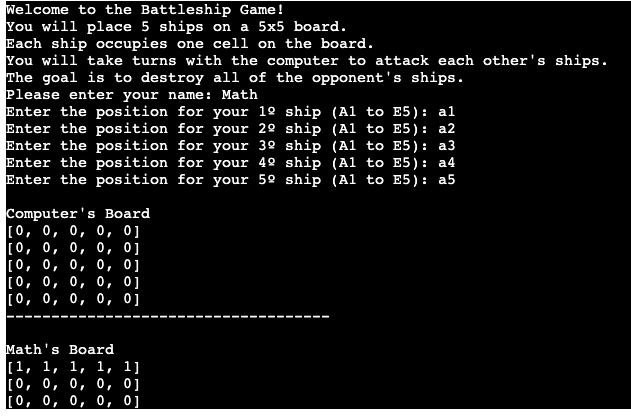 Welcome to the Battleship Game!
You will place 5 ships on a 5x5 board.
Each ship occupies one cell on the board.
You will take turns with the computer to attack each other's ships.
The goal is to destroy all of the opponent's ships.
Please enter your name: Math
Enter the position for your 1º ship (A1 to E5): a1
Enter the position for your 2º ship (A1 to E5): a2
Enter the position for your 3º ship (A1 to E5): a3
Enter the position for your 4º ship (A1 to E5): a4
Enter the position for your 5º ship (A1 to E5): a5
Computer's Board
[0, 0, 0, 0, 0]
[0, 0, 0, 0, 0]
[0, 0, 0, 0, 0]
[0, 0, 0, 0, 0]
[0, 0, 0, 0, 0]
------------------------------------
Math's Board
[1, 1, 1, 1, 1]
[0, 0, 0, 0, 0]
[0, 0, 0, 0, 0]